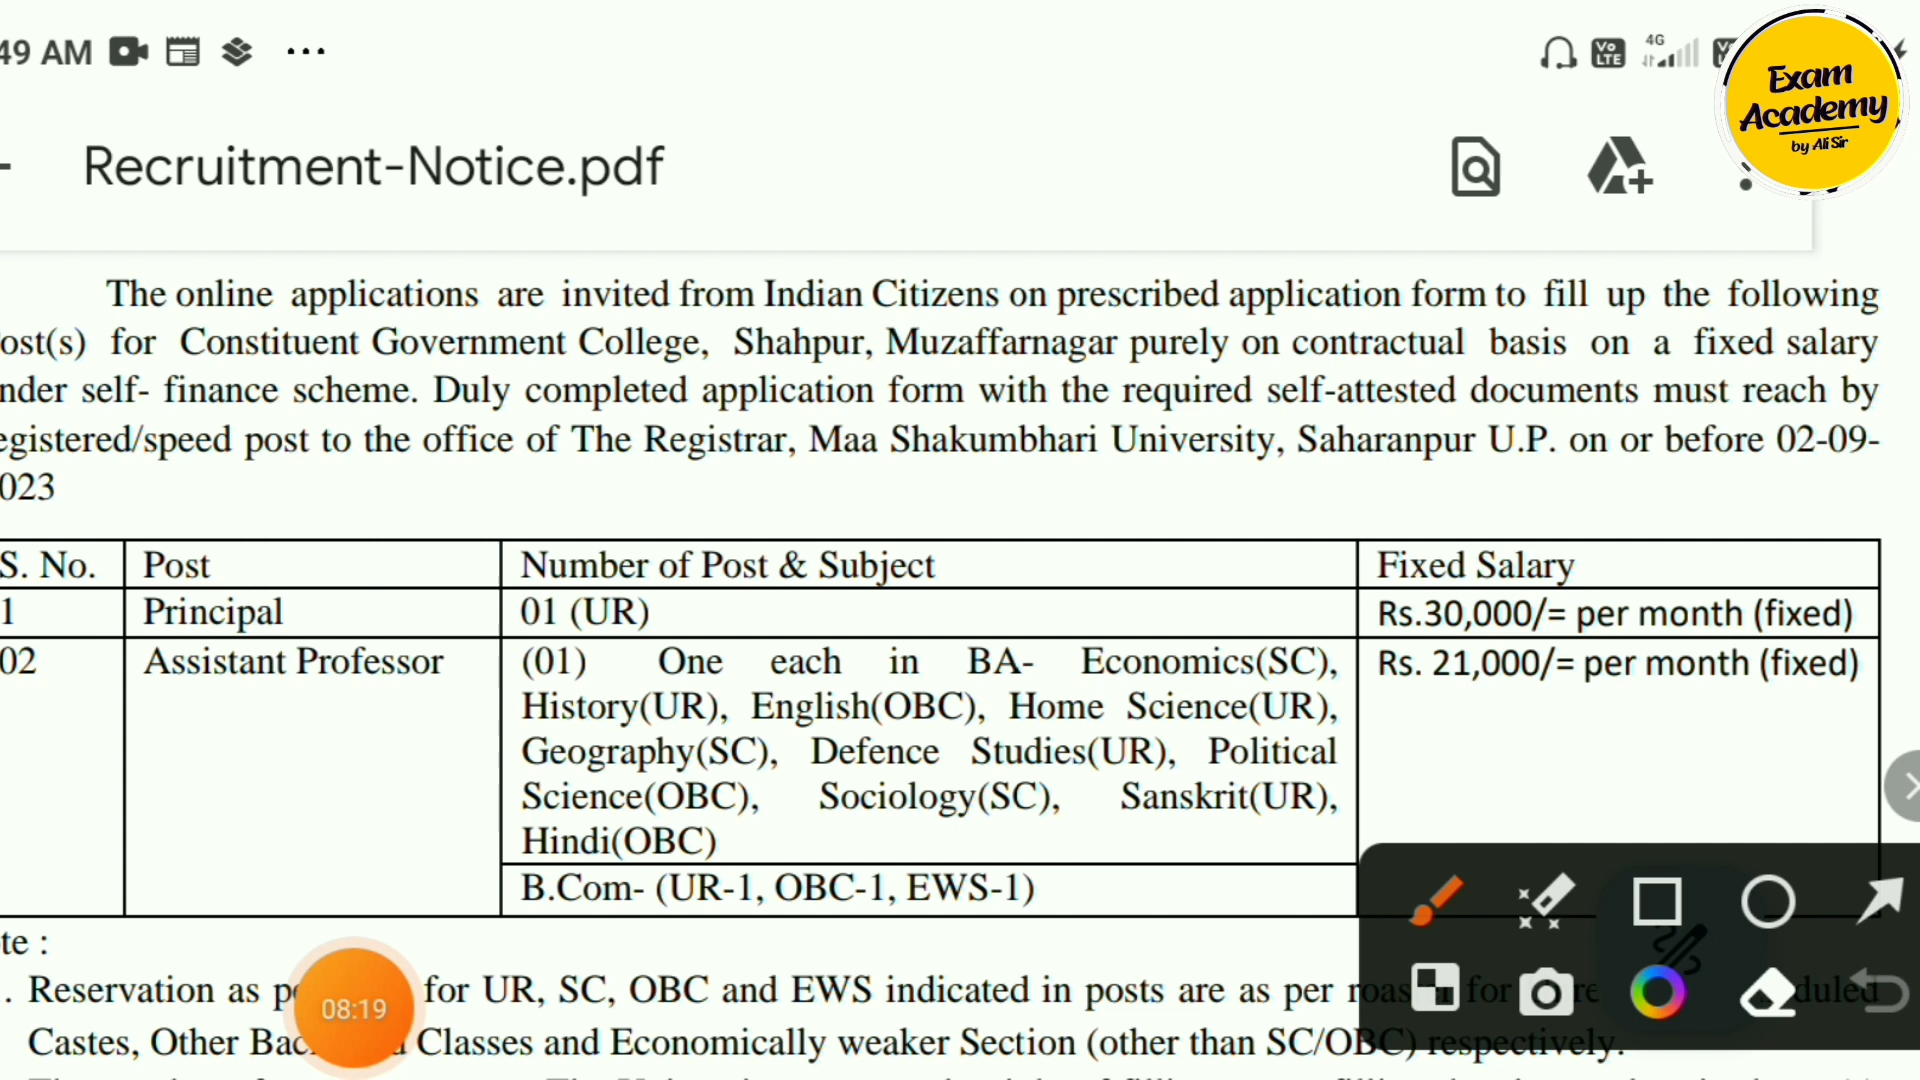 49 AM
VoLTE
4G
Exam
Academy
by Ali Sir
Recruitment-Notice.pdf
The online applications are invited from Indian Citizens on prescribed application form to fill up the following
ost(s) for Constituent Government College, Shahpur, Muzaffarnagar purely on contractual basis on a fixed salary
nder self- finance scheme. Duly completed application form with the required self-attested documents must reach by
egistered/speed post to the office of The Registrar, Maa Shakumbhari University, Saharanpur U.P. on or before 02-09-
023
S. No. Post Number of Post & Subject Fixed Salary
1 Principal 01 (UR) Rs.30,000/= per month (fixed)
02 Assistant Professor (01) One each in BA- Economics(SC), Rs. 21,000/= per month (fixed)
History(UR), English(OBC), Home Science(UR),
Geography(SC), Defence Studies(UR), Political
Science(OBC), Sociology(SC), Sanskrit(UR),
Hindi(OBC)
B.Com- (UR-1, OBC-1, EWS-1)
te :
. Reservation as for UR, SC, OBC and EWS indicated in posts are as per for
08:19
Castes, Other Classes and Economically weaker Section (other than SC/OBC) respectively.